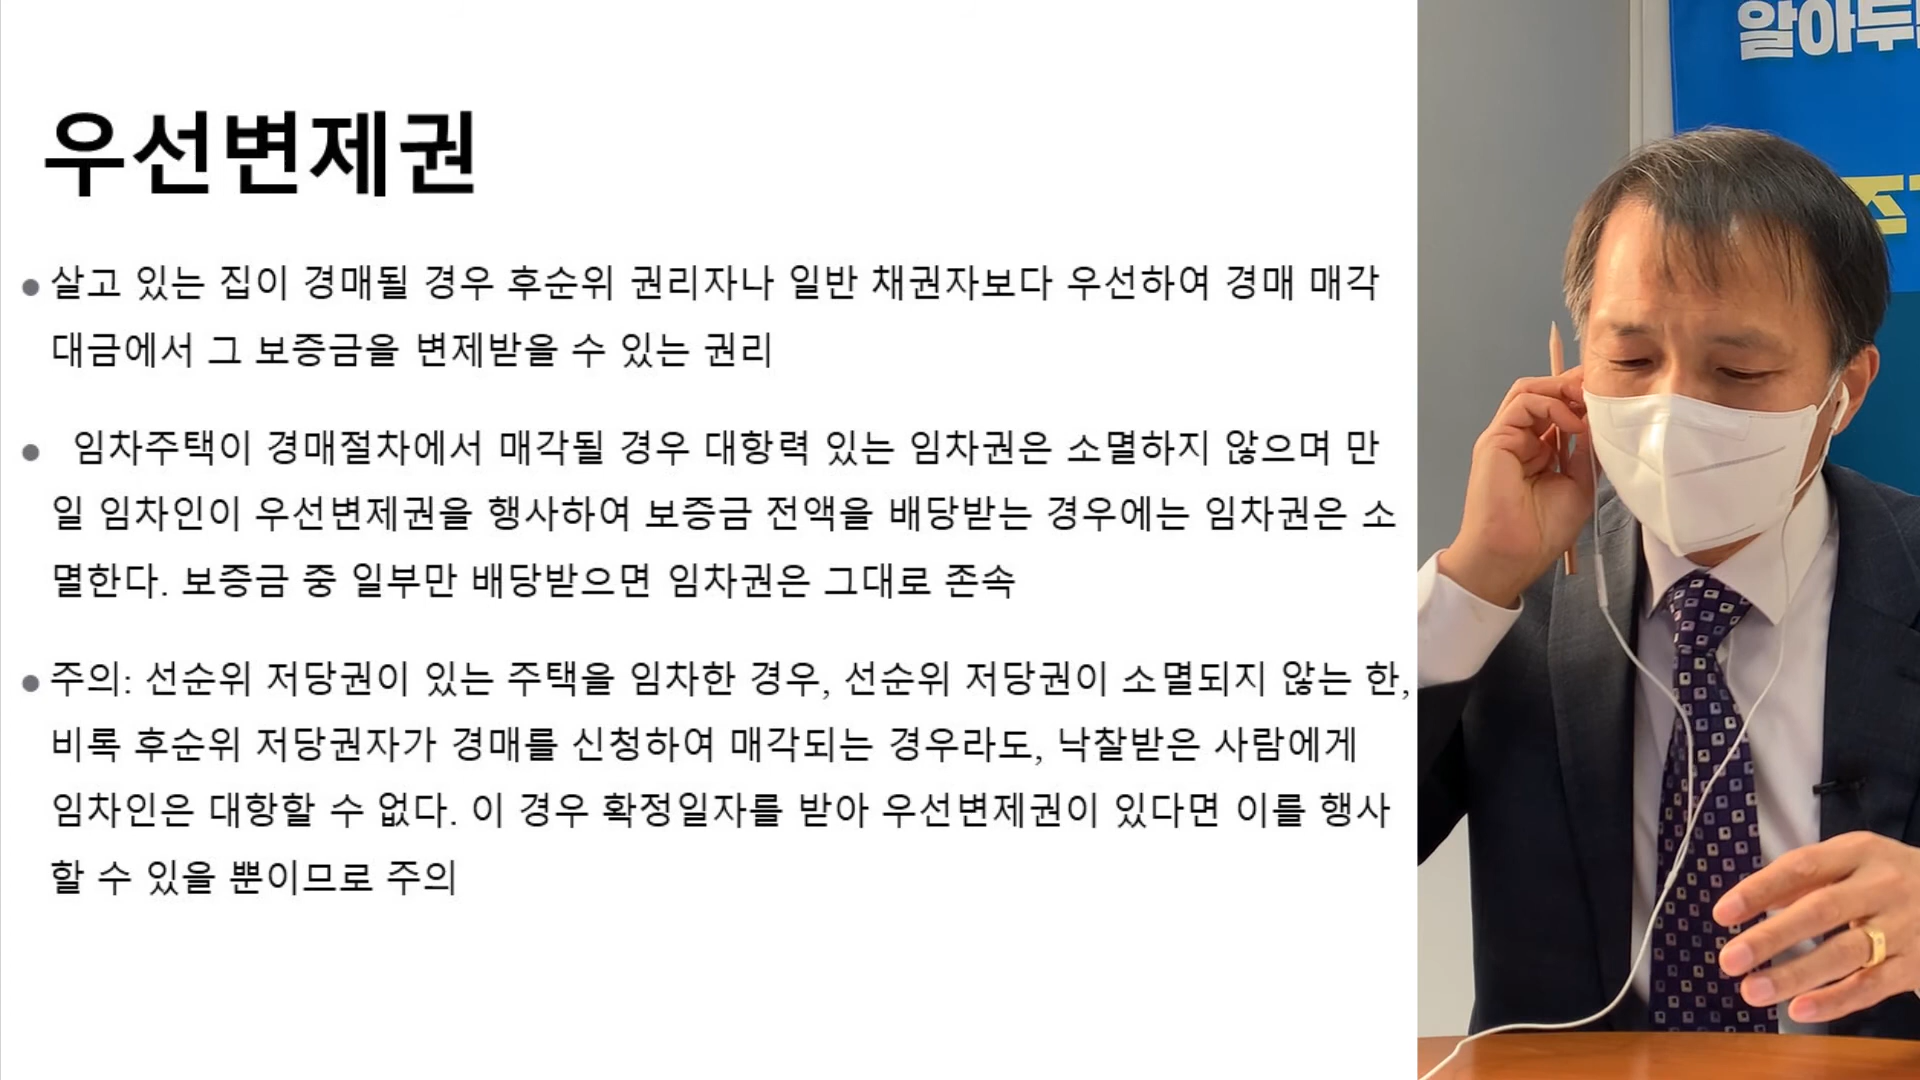 우선변제권
• 살고 있는 집이 경매될 경우 후순위 권리자나 일반 채권자보다 우선하여 경매 매각
대금에서 그 보증금을 변제받을 수 있는 권리
• 임차주택이 경매절차에서 매각될 경우 대항력 있는 임차권은 소멸하지 않으며 만
일 임차인이 우선변제권을 행사하여 보증금 전액을 배당받는 경우에는 임차권은 소
멸한다. 보증금 중 일부만 배당받으면 임차권은 그대로 존속
• 주의: 선순위 저당권이 있는 주택을 임차한 경우, 선순위 저당권이 소멸되지 않는 한,
비록 후순위 저당권자가 경매를 신청하여 매각되는 경우라도, 낙찰받은 사람에게
임차인은 대항할 수 없다. 이 경우 확정일자를 받아 우선변제권이 있다면 이를 행사
할 수 있을 뿐이므로 주의
알아두